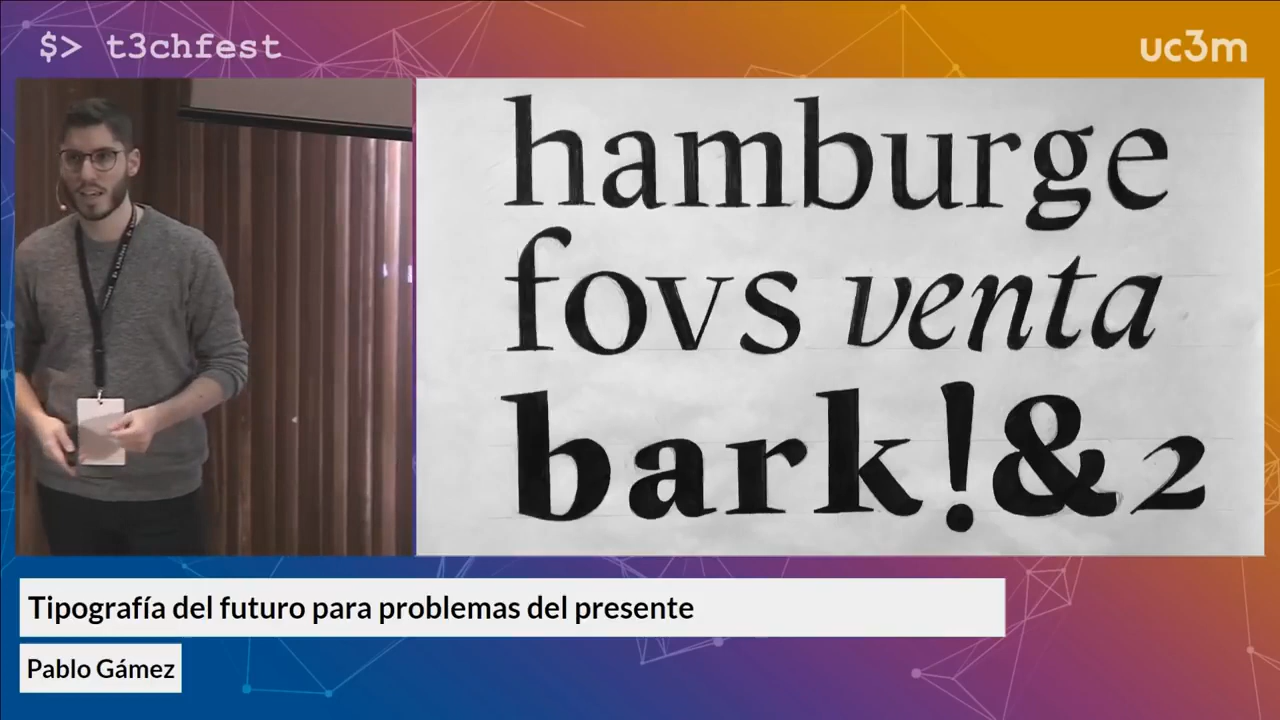 $> t3chfest
uc3m
hamburge
fovs venta
bark!&2
Tipografía del futuro para problemas del presente
Pablo Gámez